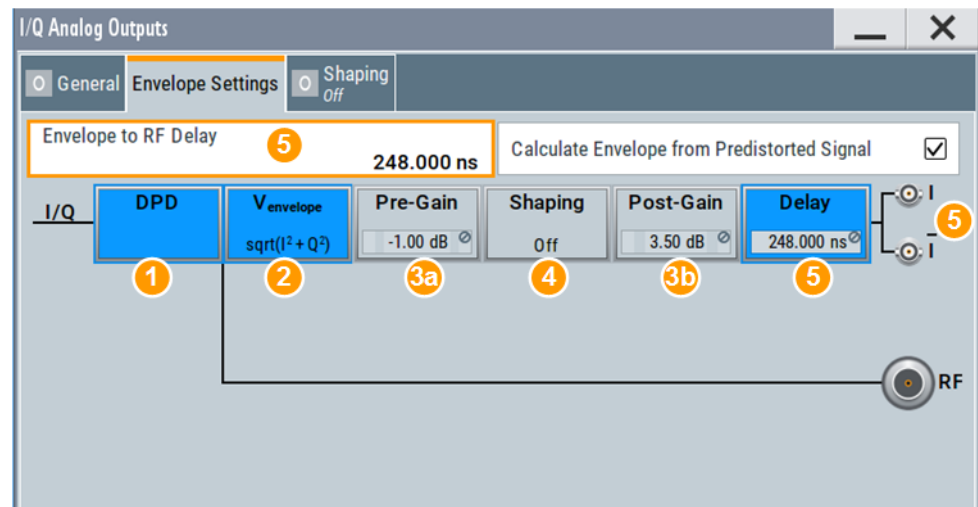 I/Q Analog Outputs
General Envelope Settings Shaping
Off
Envelope to RF Delay 5 248.000 ns
Calculate Envelope from Predistorted Signal
I/Q
DPD
1
Venvelope
sqrt(I²+Q²)
2
Pre-Gain
-1.00 dB
3a
Shaping
Off
4
Post-Gain
3.50 dB
3b
Delay
248.000 ns
5
I
5
I̅
RF